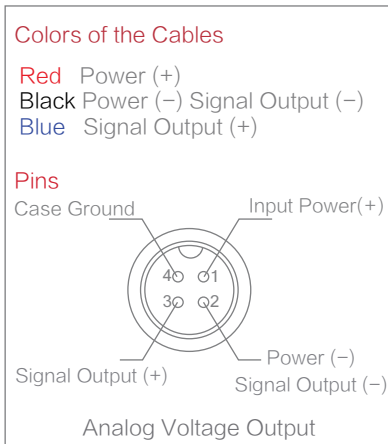 Colors of the Cables
Red Power (+)
Black Power (−) Signal Output (−)
Blue Signal Output (+)
Pins
Case Ground Input Power(+)
4 1
3 2
Signal Output (+) Power (−)
Signal Output (−)
Analog Voltage Output